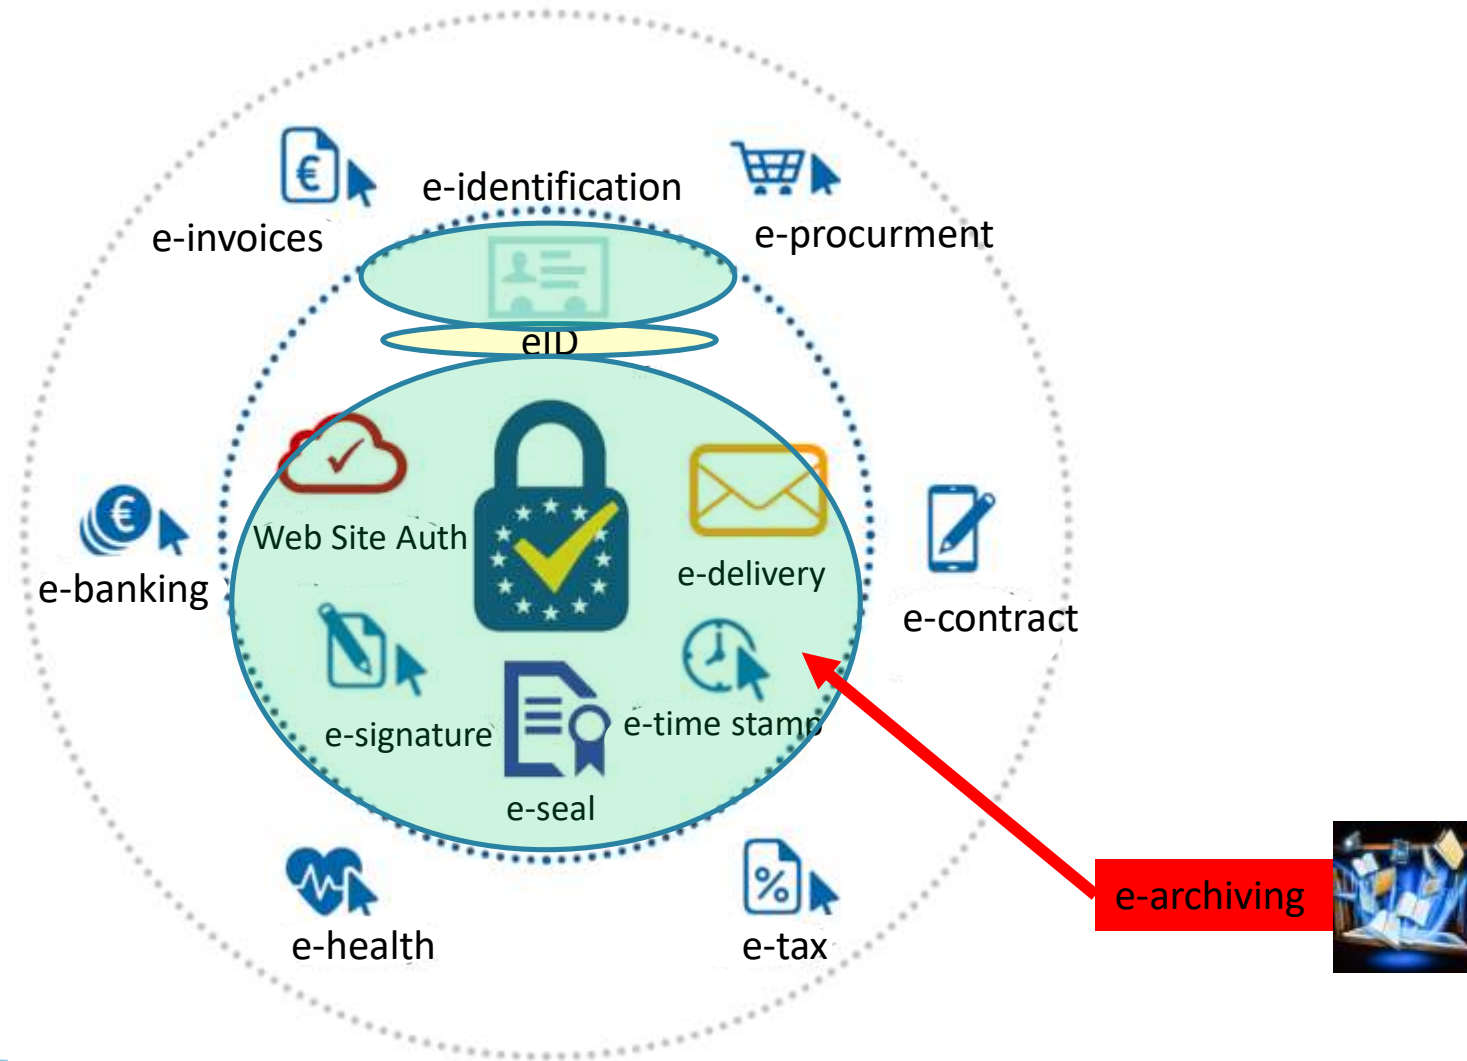 e-identification
e-invoices
e-procurment
eID
Web Site Auth
e-delivery
e-banking
e-contract
e-signature
e-time stamp
e-seal
e-archiving
e-health
e-tax